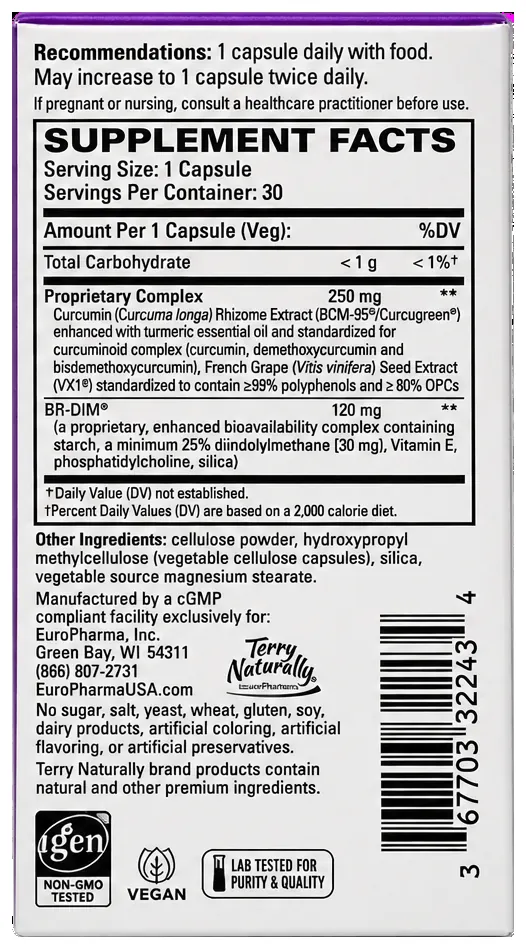 Recommendations: 1 capsule daily with food.
May increase to 1 capsule twice daily.
If pregnant or nursing, consult a healthcare practitioner before use.
SUPPLEMENT FACTS
Serving Size: 1 Capsule
Servings Per Container: 30
Amount Per 1 Capsule (Veg): %DV
Total Carbohydrate < 1 g < 1%†
Proprietary Complex 250 mg **
Curcumin (Curcuma longa) Rhizome Extract (BCM-95®/Curcugreen®)
enhanced with turmeric essential oil and standardized for
curcuminoid complex (curcumin, demethoxycurcumin and
bisdemethoxycurcumin), French Grape (Vitis vinifera) Seed Extract
(VX1®) standardized to contain ≥99% polyphenols and ≥ 80% OPCs
BR-DIM® 120 mg **
(a proprietary, enhanced bioavailability complex containing
starch, a minimum 25% diindolylmethane [30 mg], Vitamin E,
phosphatidylcholine, silica)
†Daily Value (DV) not established.
†Percent Daily Values (DV) are based on a 2,000 calorie diet.
Other Ingredients: cellulose powder, hydroxypropyl
methylcellulose (vegetable cellulose capsules), silica,
vegetable source magnesium stearate.
Manufactured by a cGMP
compliant facility exclusively for:
EuroPharma, Inc.
Green Bay, WI 54311
(866) 807-2731
EuroPharmaUSA.com
Terry
Naturally®
EuroPharma®
No sugar, salt, yeast, wheat, gluten, soy,
dairy products, artificial coloring, artificial
flavoring, or artificial preservatives.
Terry Naturally brand products contain
natural and other premium ingredients.
igen
NON-GMO
TESTED
VEGAN
LAB TESTED FOR
PURITY & QUALITY
3 67703 32243 4